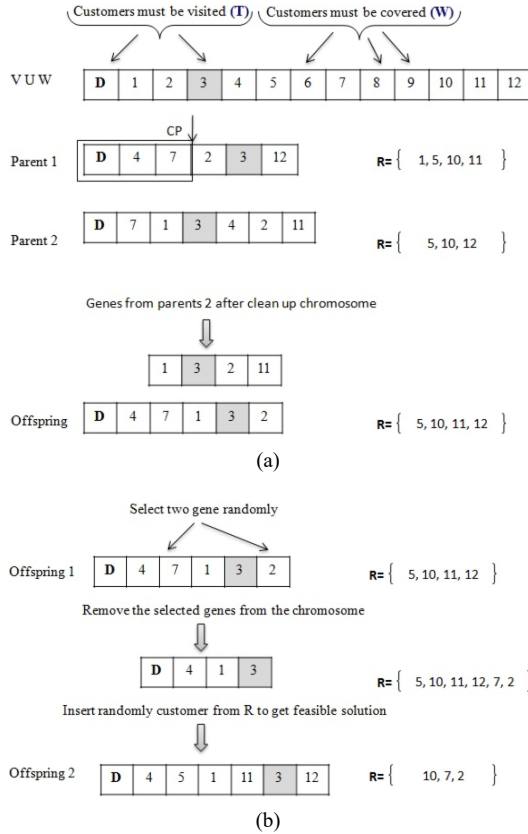 Customers must be visited (T) Customers must be covered (W)
V U W D 1 2 3 4 5 6 7 8 9 10 11 12
CP
Parent 1 D 4 7 2 3 12 R= { 1, 5, 10, 11 }
Parent 2 D 7 1 3 4 2 11 R= { 5, 10, 12 }
Genes from parents 2 after clean up chromosome
1 3 2 11
Offspring D 4 7 1 3 2 R= { 5, 10, 11, 12 }
(a)
Select two gene randomly
Offspring 1 D 4 7 1 3 2 R= { 5, 10, 11, 12 }
Remove the selected genes from the chromosome
D 4 1 3 R= { 5, 10, 11, 12, 7, 2 }
Insert randomly customer from R to get feasible solution
Offspring 2 D 4 5 1 11 3 12 R= { 10, 7, 2 }
(b)